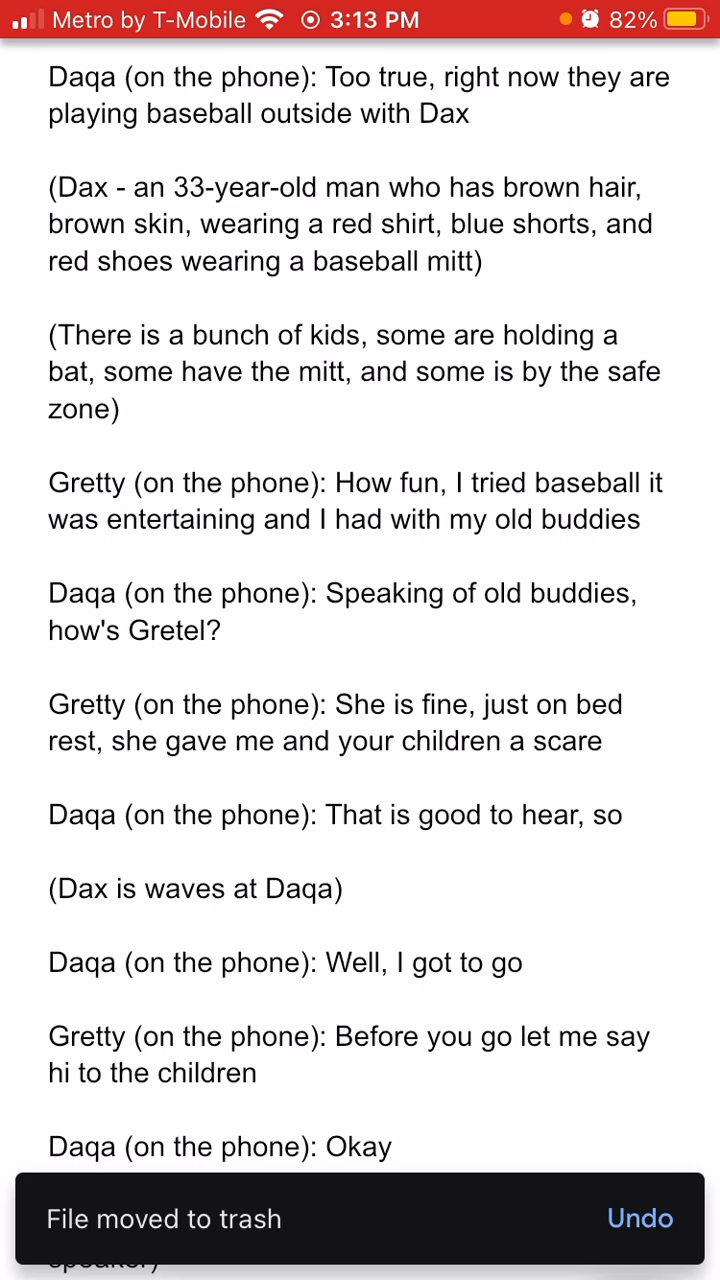 Metro by T-Mobile 3:13 PM 82%
Daqa (on the phone): Too true, right now they are
playing baseball outside with Dax
(Dax - an 33-year-old man who has brown hair,
brown skin, wearing a red shirt, blue shorts, and
red shoes wearing a baseball mitt)
(There is a bunch of kids, some are holding a
bat, some have the mitt, and some is by the safe
zone)
Gretty (on the phone): How fun, I tried baseball it
was entertaining and I had with my old buddies
Daqa (on the phone): Speaking of old buddies,
how's Gretel?
Gretty (on the phone): She is fine, just on bed
rest, she gave me and your children a scare
Daqa (on the phone): That is good to hear, so
(Dax is waves at Daqa)
Daqa (on the phone): Well, I got to go
Gretty (on the phone): Before you go let me say
hi to the children
Daqa (on the phone): Okay
File moved to trash Undo